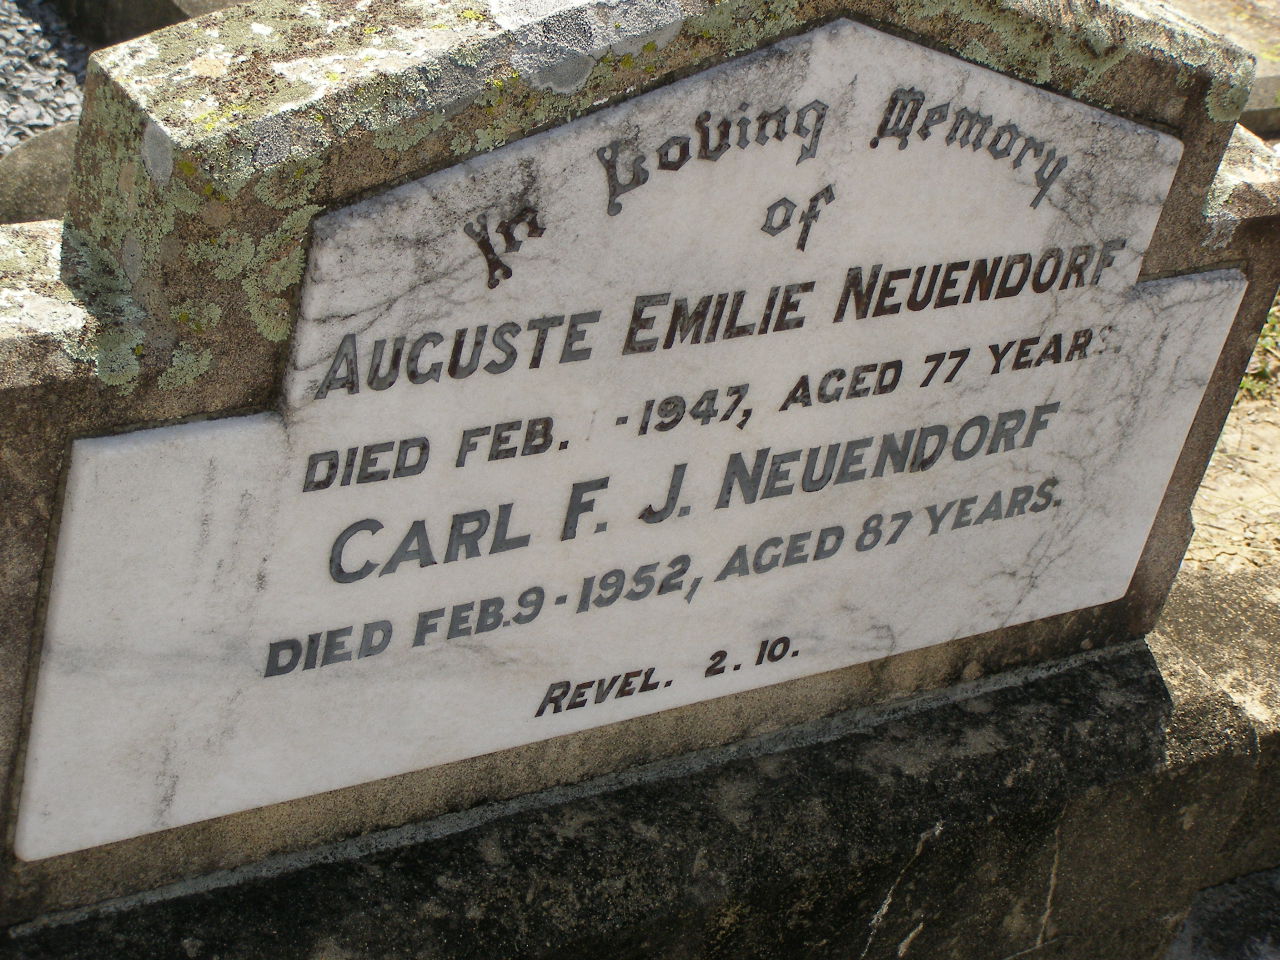 In Loving Memory
of
AUGUSTE EMILIE NEUENDORF
DIED FEB. - 1947, AGED 77 YEARS.
CARL F. J. NEUENDORF
DIED FEB. 9 - 1952, AGED 87 YEARS.
REVEL. 2. 10.